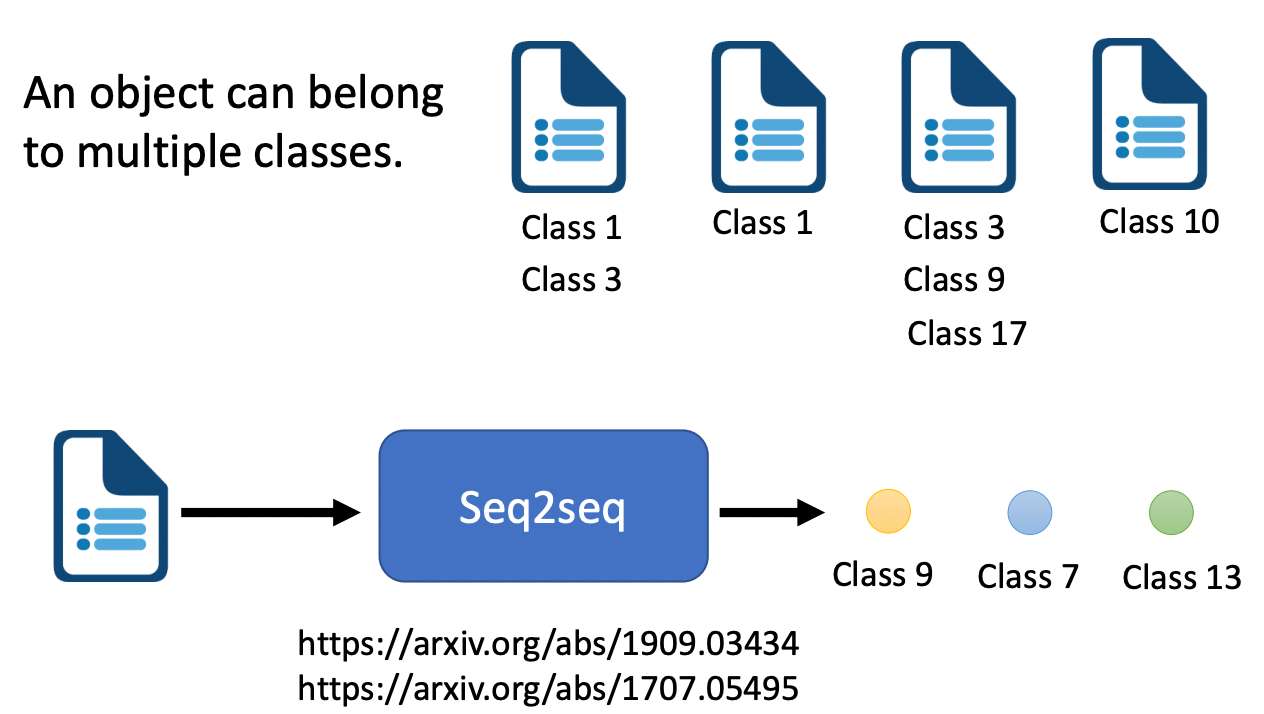 An object can belong
to multiple classes.
Class 1
Class 3
Class 1
Class 3
Class 9
Class 17
Class 10
Seq2seq
Class 9
Class 7
Class 13
https://arxiv.org/abs/1909.03434
https://arxiv.org/abs/1707.05495